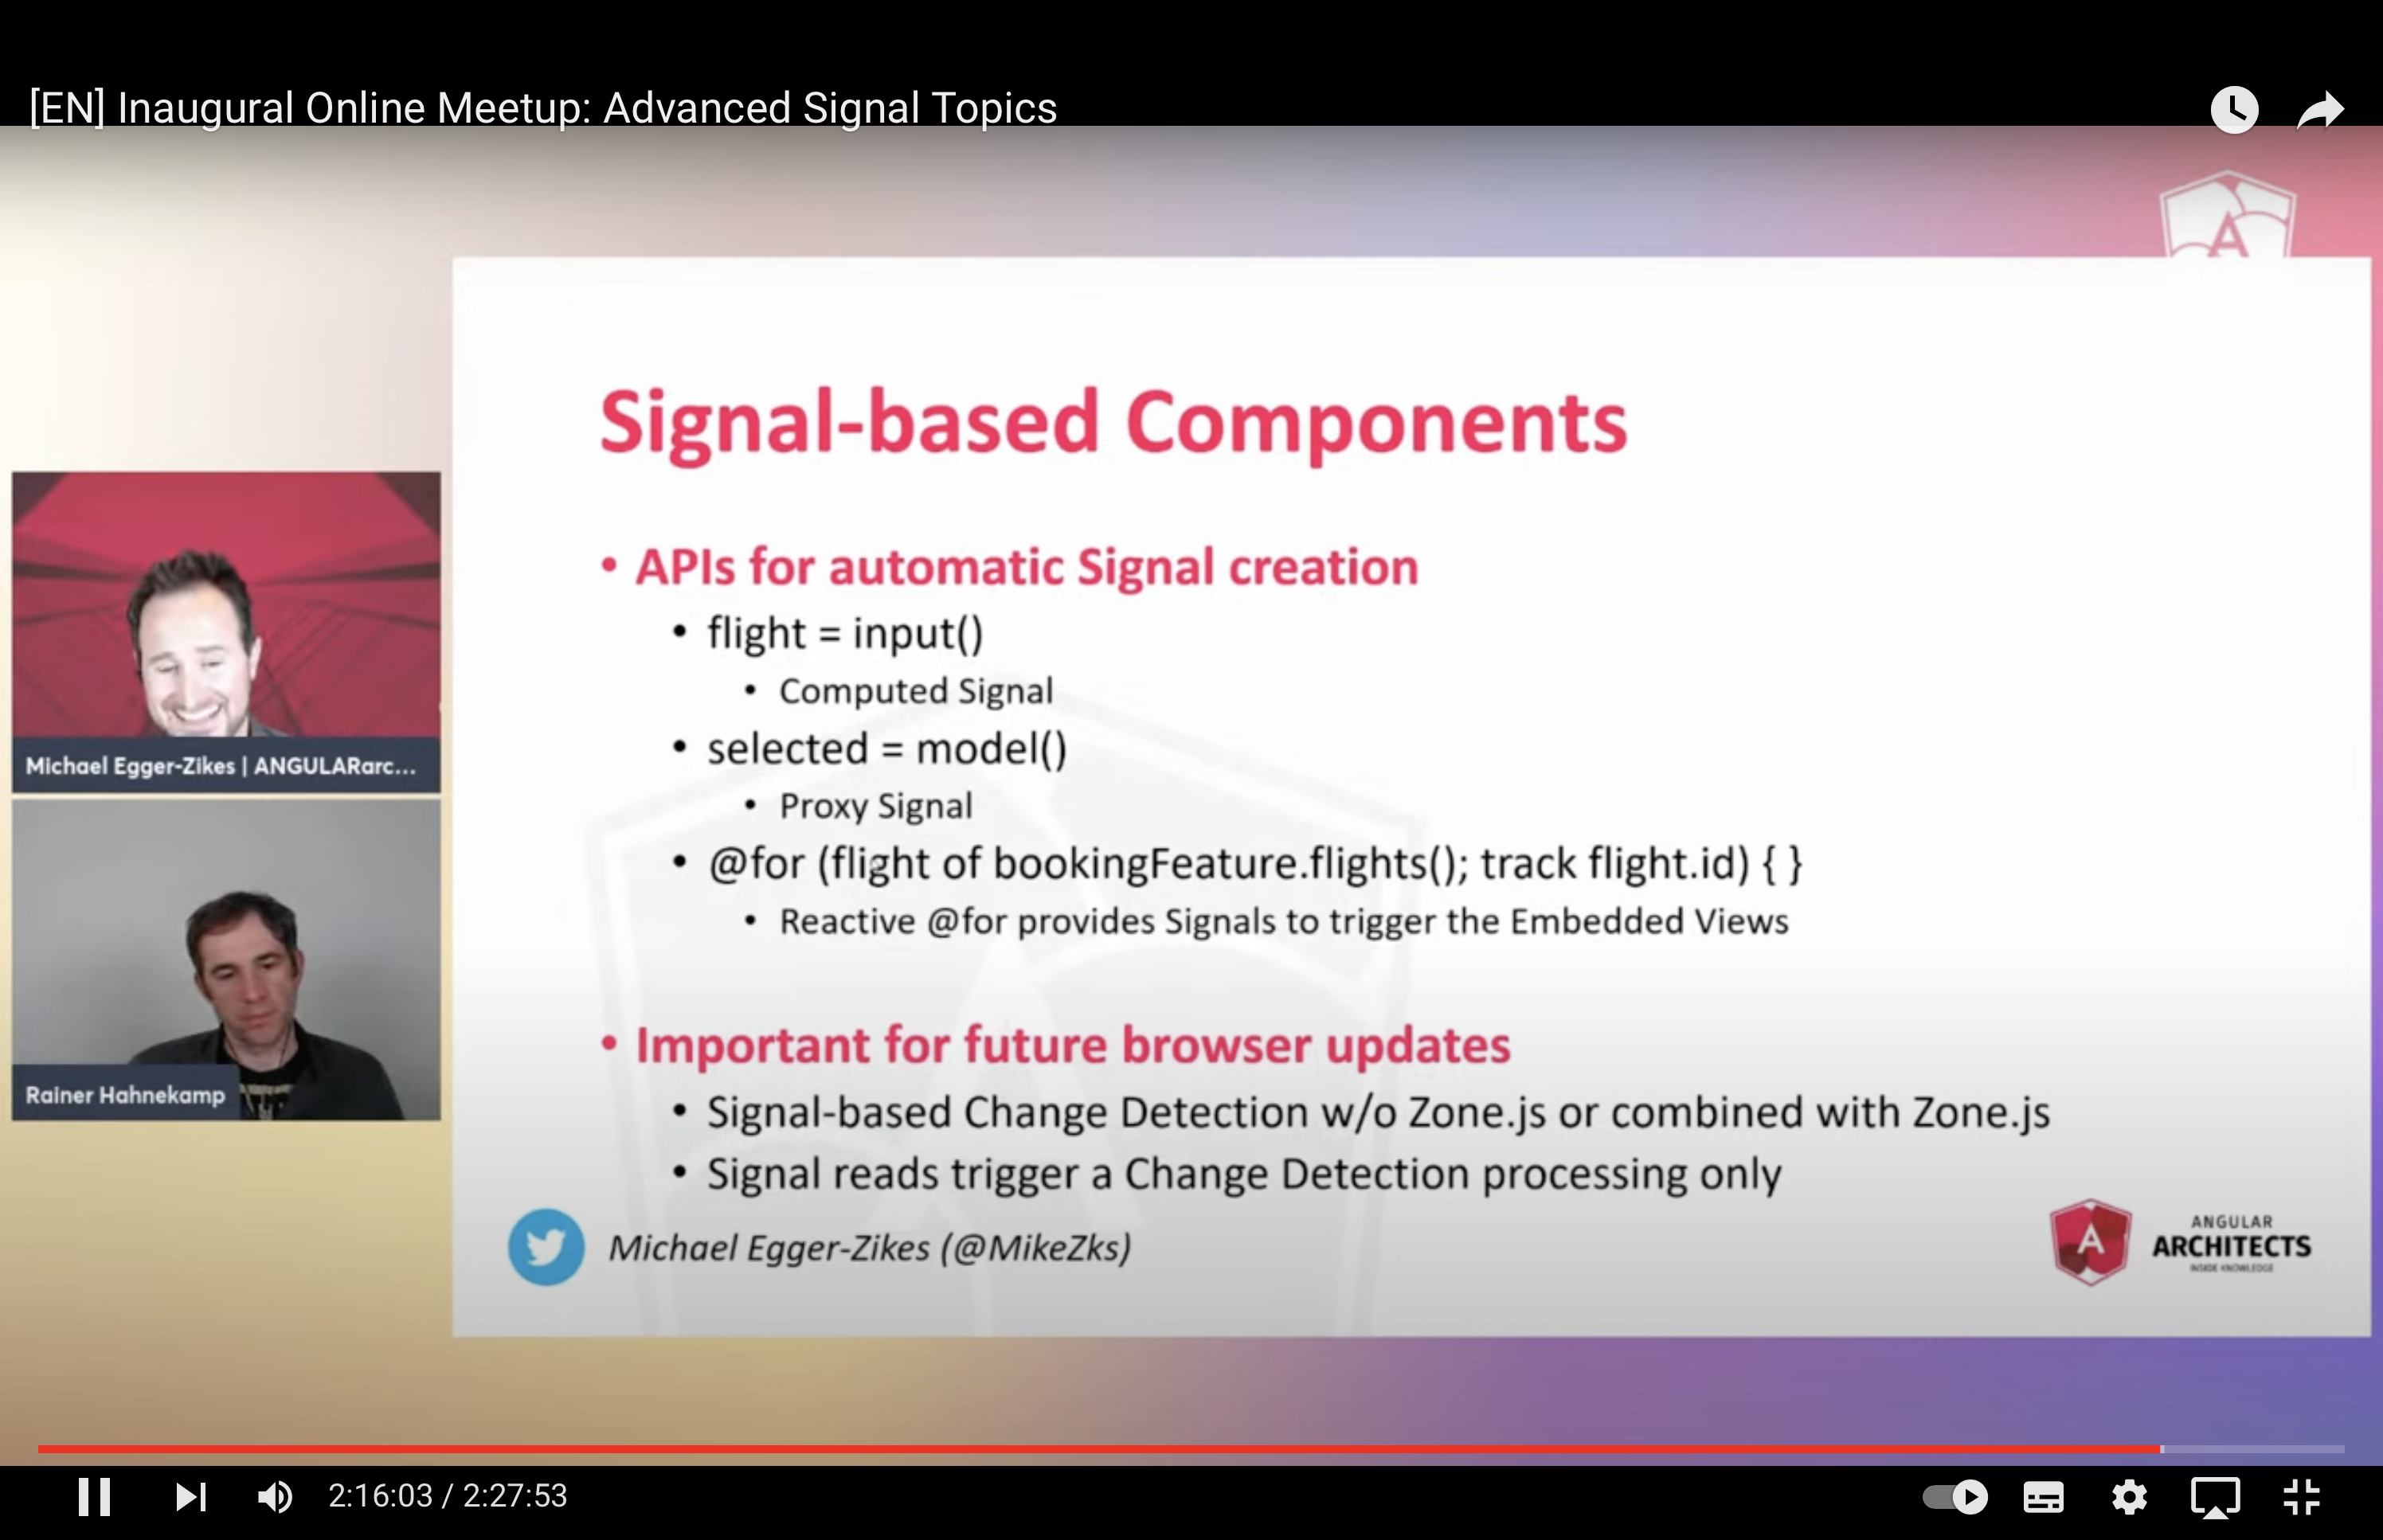 [EN] Inaugural Online Meetup: Advanced Signal Topics
A
Signal-based Components
• APIs for automatic Signal creation
• flight = input()
• Computed Signal
• selected = model()
• Proxy Signal
• @for (flight of bookingFeature.flights(); track flight.id) { }
• Reactive @for provides Signals to trigger the Embedded Views
• Important for future browser updates
• Signal-based Change Detection w/o Zone.js or combined with Zone.js
• Signal reads trigger a Change Detection processing only
Michael Egger-Zikes (@MikeZks)
A
ANGULAR
ARCHITECTS
INSIDE KNOWLEDGE
Michael Egger-Zikes | ANGULARarc...
Rainer Hahnekamp
2:16:03 / 2:27:53